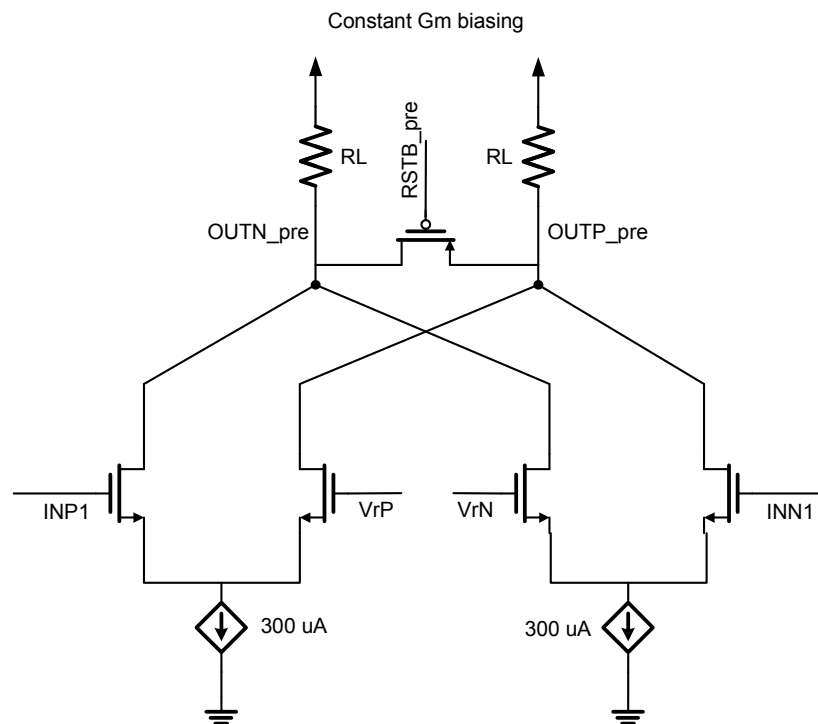 Constant Gm biasing
RL
RSTB_pre
RL
OUTN_pre
OUTP_pre
INP1
VrP
VrN
INN1
300 uA
300 uA